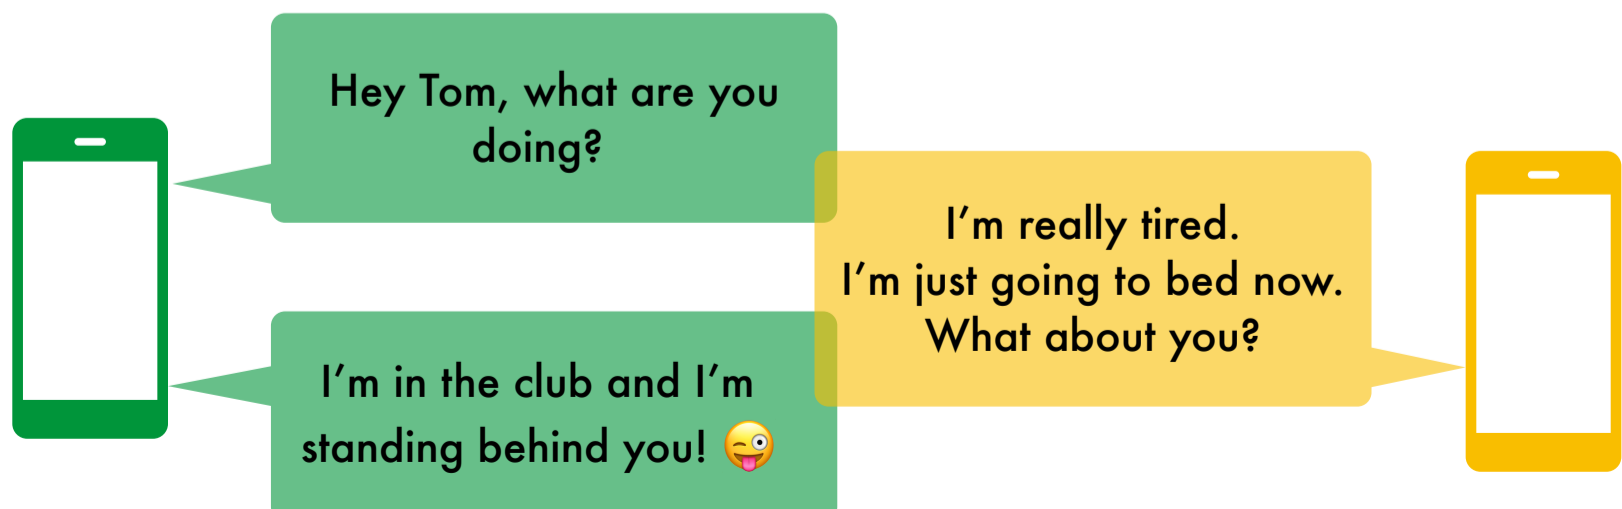 Hey Tom, what are you
doing?
I’m really tired.
I’m just going to bed now.
What about you?
I’m in the club and I’m
standing behind you! 😜